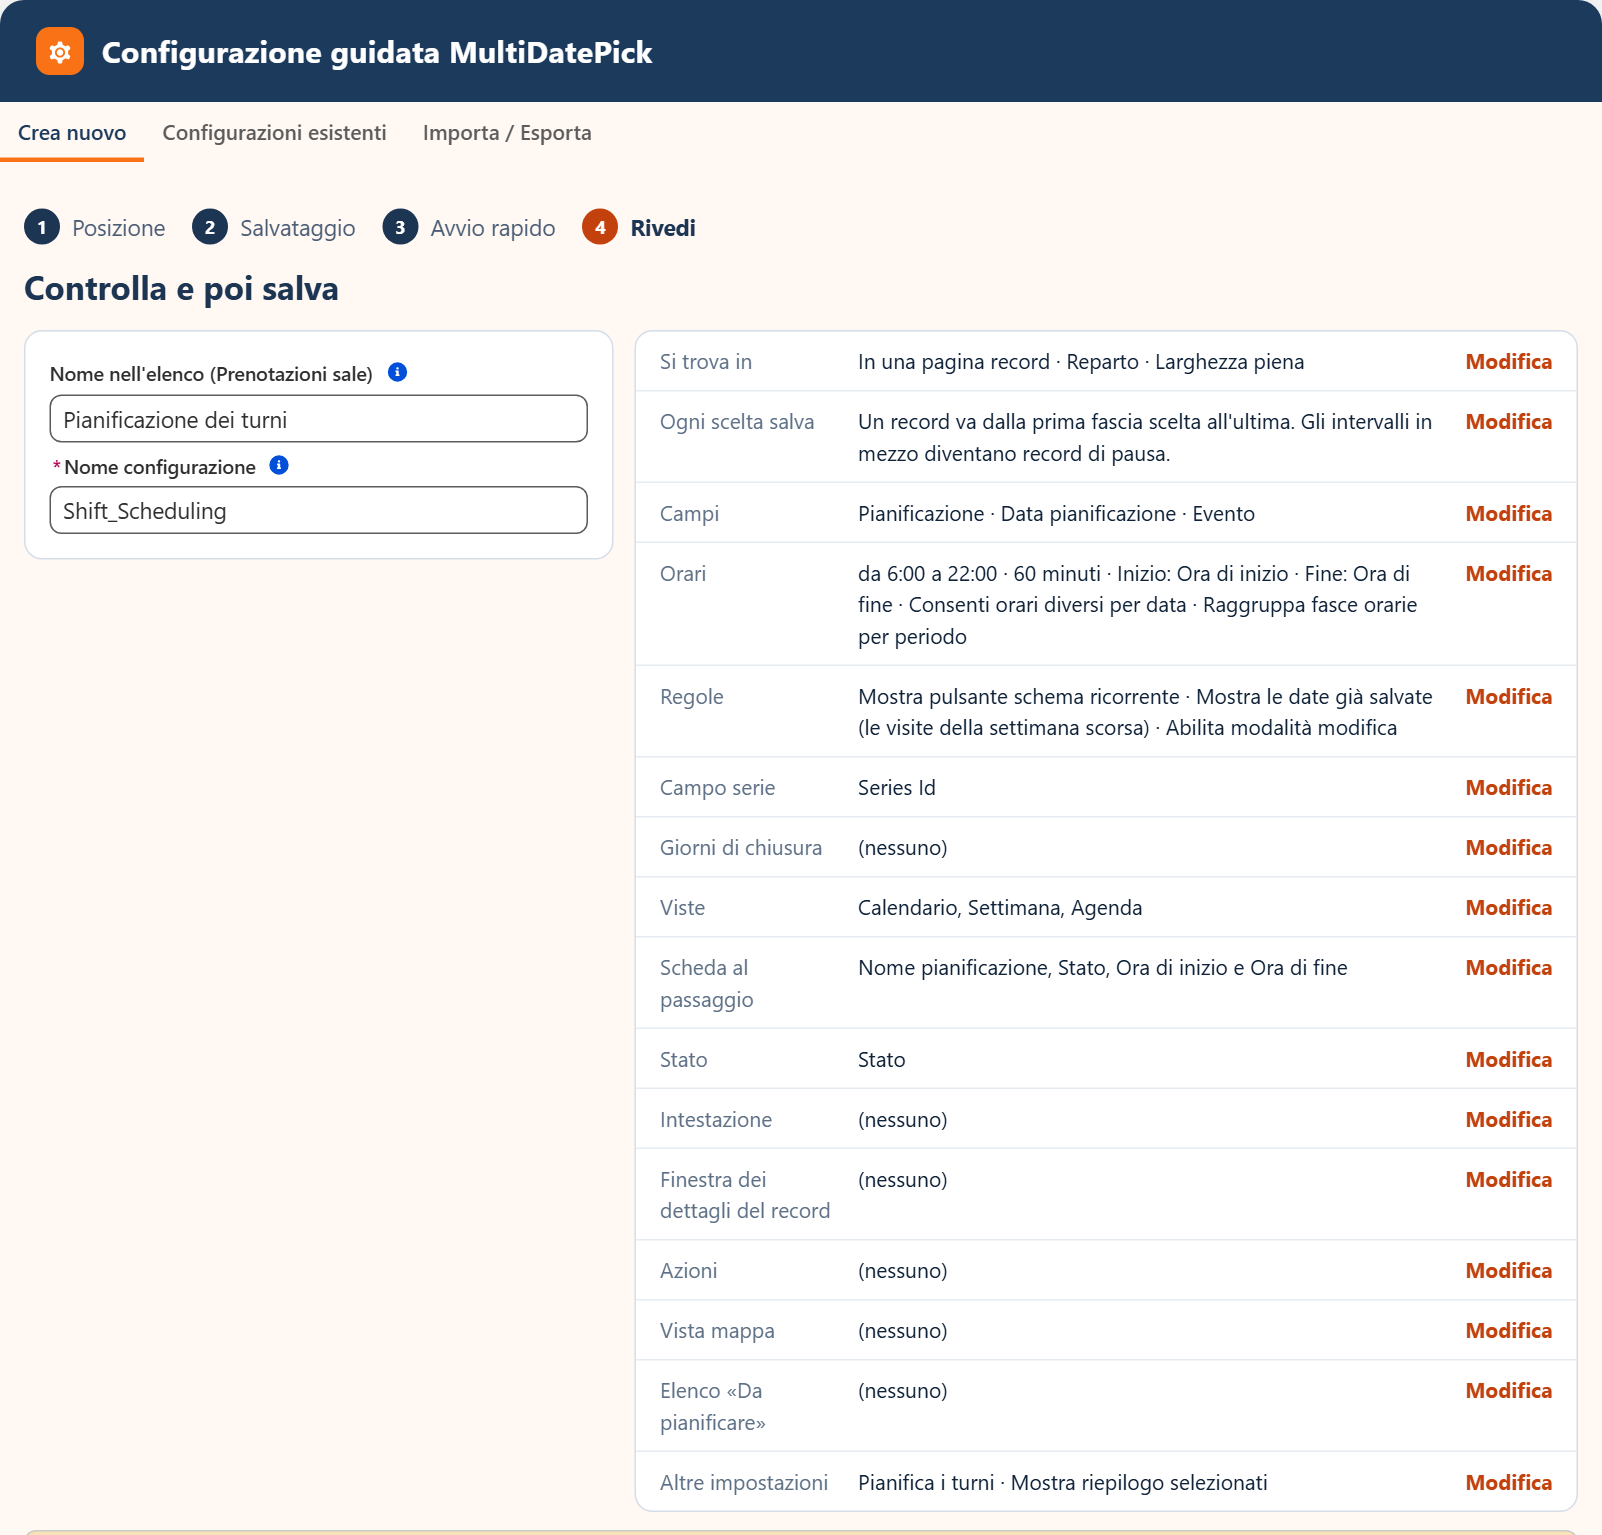 Configurazione guidata MultiDatePick
Crea nuovo
Configurazioni esistenti
Importa / Esporta
1 Posizione
2 Salvataggio
3 Avvio rapido
4 Rivedi
Controlla e poi salva
Nome nell'elenco (Prenotazioni sale)
Pianificazione dei turni
*Nome configurazione
Shift_Scheduling
Si trova in
In una pagina record · Reparto · Larghezza piena
Modifica
Ogni scelta salva
Un record va dalla prima fascia scelta all'ultima. Gli intervalli in
mezzo diventano record di pausa.
Modifica
Campi
Pianificazione · Data pianificazione · Evento
Modifica
Orari
da 6:00 a 22:00 · 60 minuti · Inizio: Ora di inizio · Fine: Ora di
fine · Consenti orari diversi per data · Raggruppa fasce orarie
per periodo
Modifica
Regole
Mostra pulsante schema ricorrente · Mostra le date già salvate
(le visite della settimana scorsa) · Abilita modalità modifica
Modifica
Campo serie
Series Id
Modifica
Giorni di chiusura
(nessuno)
Modifica
Viste
Calendario, Settimana, Agenda
Modifica
Scheda al
passaggio
Nome pianificazione, Stato, Ora di inizio e Ora di fine
Modifica
Stato
Stato
Modifica
Intestazione
(nessuno)
Modifica
Finestra dei
dettagli del record
(nessuno)
Modifica
Azioni
(nessuno)
Modifica
Vista mappa
(nessuno)
Modifica
Elenco «Da
pianificare»
(nessuno)
Modifica
Altre impostazioni
Pianifica i turni · Mostra riepilogo selezionati
Modifica